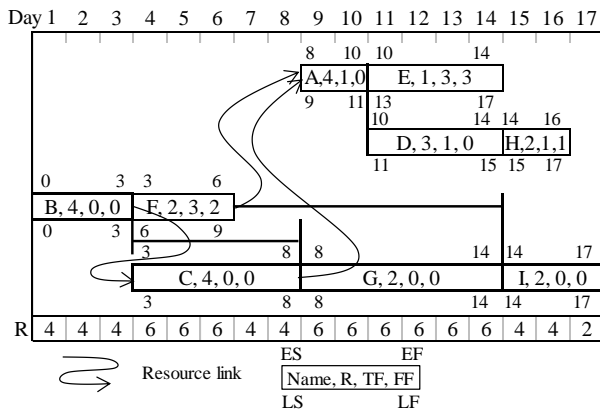 Day 1 2 3 4 5 6 7 8 9 10 11 12 13 14 15 16 17
8 10 10 14
A,4,1,0 E, 1, 3, 3
9 11 13 17
10 14 14 16
D, 3, 1, 0 H,2,1,1
11 15 15 17
0 3 3 6
B, 4, 0, 0 F, 2, 3, 2
0 3 6 9
3 8 8 14 14 17
C, 4, 0, 0 G, 2, 0, 0 I, 2, 0, 0
3 8 8 14 14 17
R 4 4 4 6 6 6 4 4 6 6 6 6 6 6 4 4 2
ES EF
Resource link Name, R, TF, FF
LS LF